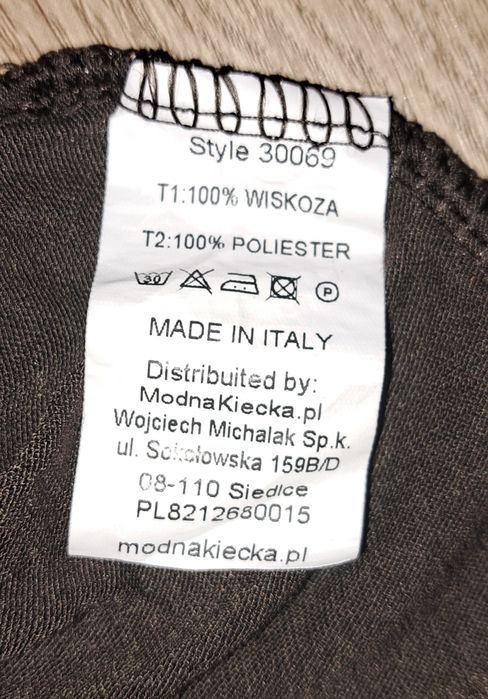 Style 30069
T1:100% WISKOZA
T2:100% POLIESTER
30 P
MADE IN ITALY
Distribuited by:
ModnaKiecka.pl
Wojciech Michalak Sp.k.
ul. Sokołowska 159B/D
08-110 Siedlce
PL8212680015
modnakiecka.pl